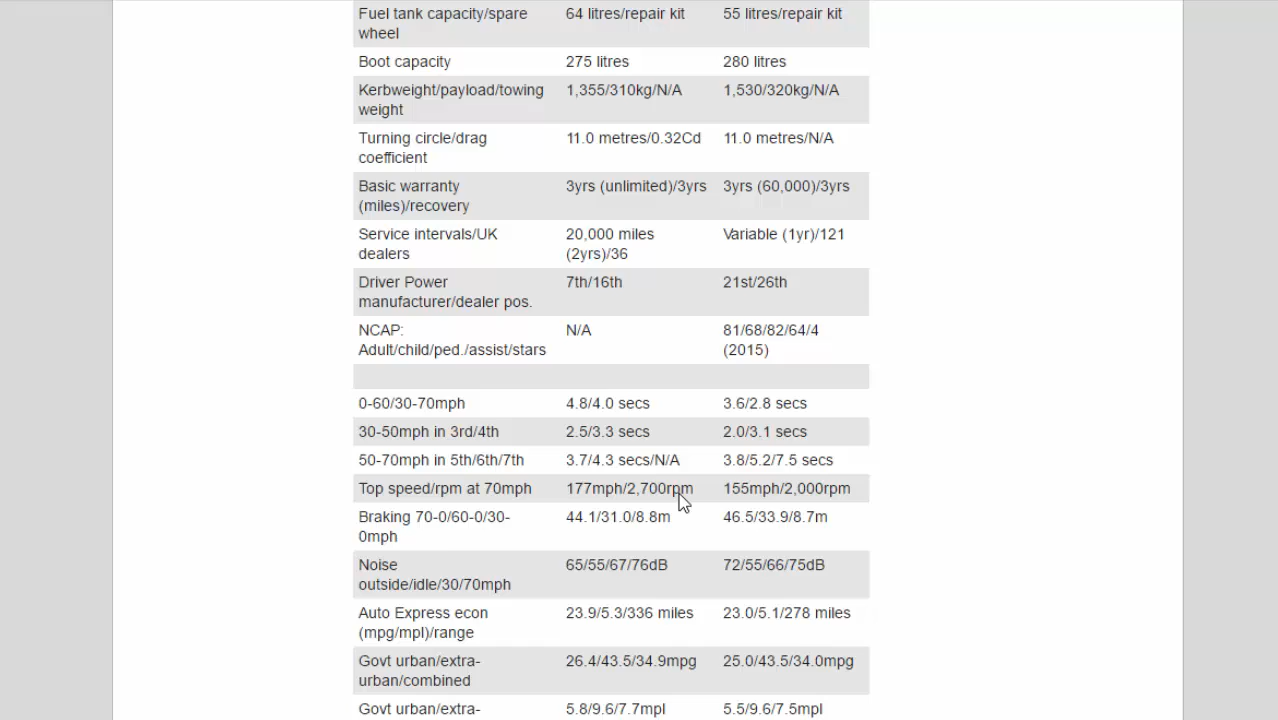 Fuel tank capacity/spare 64 litres/repair kit 55 litres/repair kit
wheel
Boot capacity 275 litres 280 litres
Kerbweight/payload/towing 1,355/310kg/N/A 1,530/320kg/N/A
weight
Turning circle/drag 11.0 metres/0.32Cd 11.0 metres/N/A
coefficient
Basic warranty 3yrs (unlimited)/3yrs 3yrs (60,000)/3yrs
(miles)/recovery
Service intervals/UK 20,000 miles Variable (1yr)/121
dealers (2yrs)/36
Driver Power 7th/16th 21st/26th
manufacturer/dealer pos.
NCAP: N/A 81/68/82/64/4
Adult/child/ped./assist/stars (2015)
0-60/30-70mph 4.8/4.0 secs 3.6/2.8 secs
30-50mph in 3rd/4th 2.5/3.3 secs 2.0/3.1 secs
50-70mph in 5th/6th/7th 3.7/4.3 secs/N/A 3.8/5.2/7.5 secs
Top speed/rpm at 70mph 177mph/2,700rpm 155mph/2,000rpm
Braking 70-0/60-0/30- 44.1/31.0/8.8m 46.5/33.9/8.7m
0mph
Noise 65/55/67/76dB 72/55/66/75dB
outside/idle/30/70mph
Auto Express econ 23.9/5.3/336 miles 23.0/5.1/278 miles
(mpg/mpl)/range
Govt urban/extra- 26.4/43.5/34.9mpg 25.0/43.5/34.0mpg
urban/combined
Govt urban/extra- 5.8/9.6/7.7mpl 5.5/9.6/7.5mpl